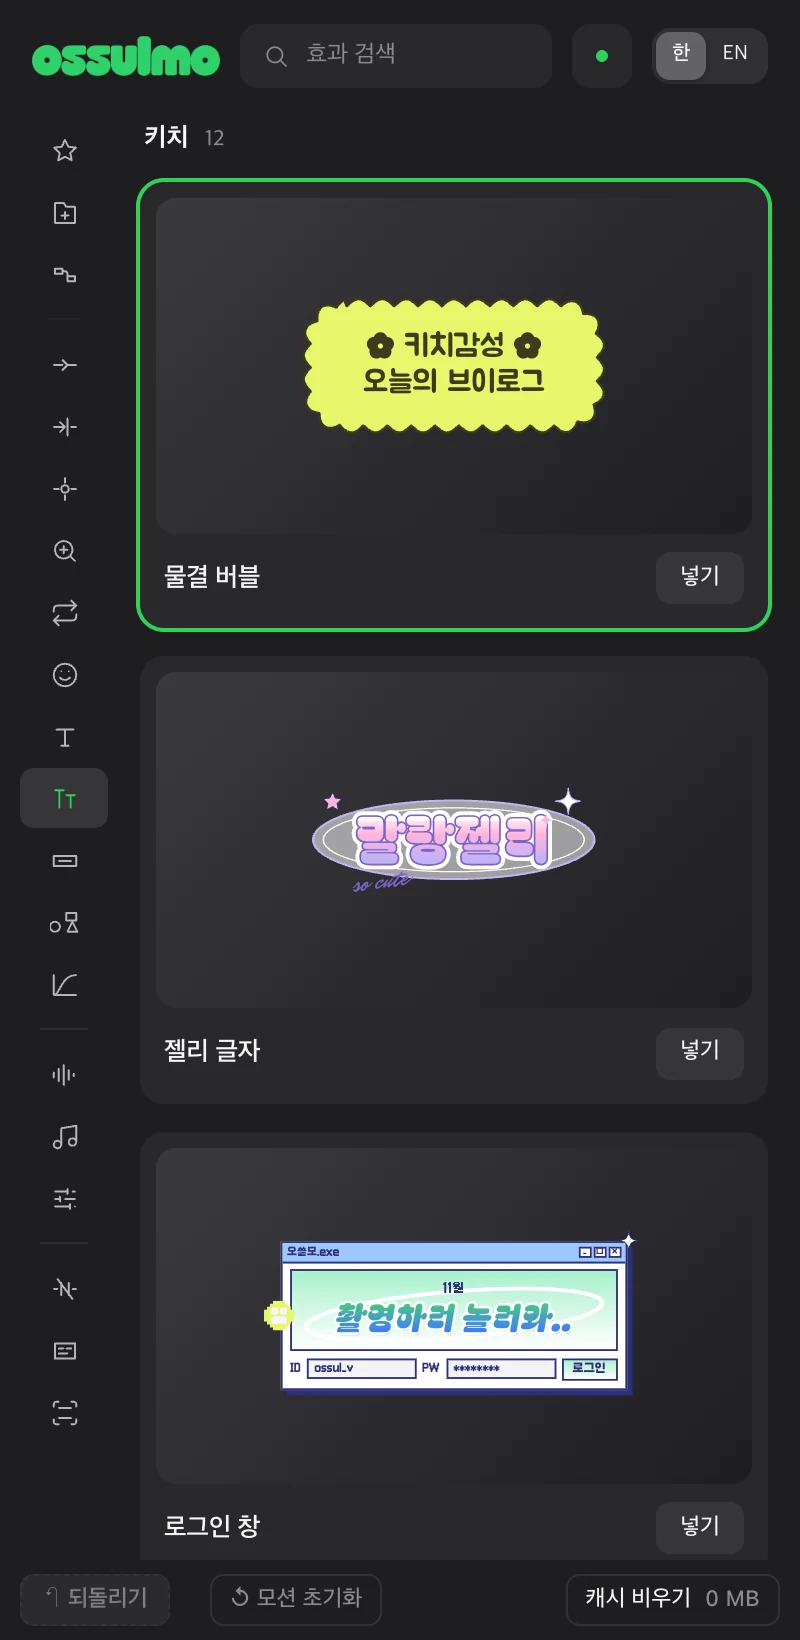 ossulmo
효과 검색
한 EN
키치 12
키치감성
오늘의 브이로그
물결 버블
넣기
말랑젤리
so cute
젤리 글자
넣기
오쏠모.exe
11월
촬영하러 놀러와..
ID ossul_v PW ******** 로그인
로그인 창
넣기
되돌리기
모션 초기화
캐시 비우기 0 MB